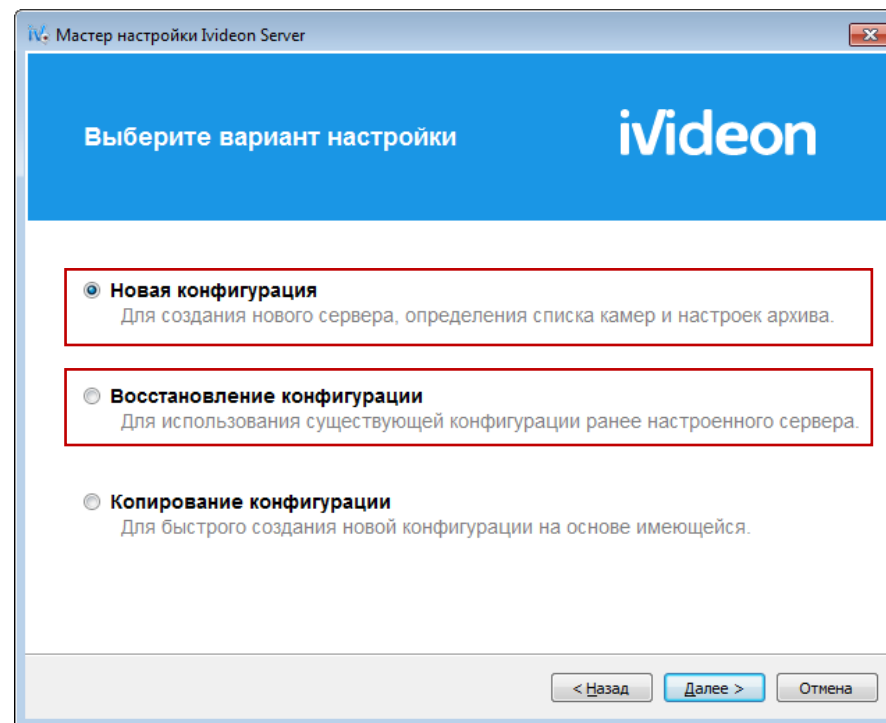 Мастер настройки Ivideon Server
Выберите вариант настройки
iVideon
Новая конфигурация
Для создания нового сервера, определения списка камер и настроек архива.
Восстановление конфигурации
Для использования существующей конфигурации ранее настроенного сервера.
Копирование конфигурации
Для быстрого создания новой конфигурации на основе имеющейся.
< Назад
Далее >
Отмена